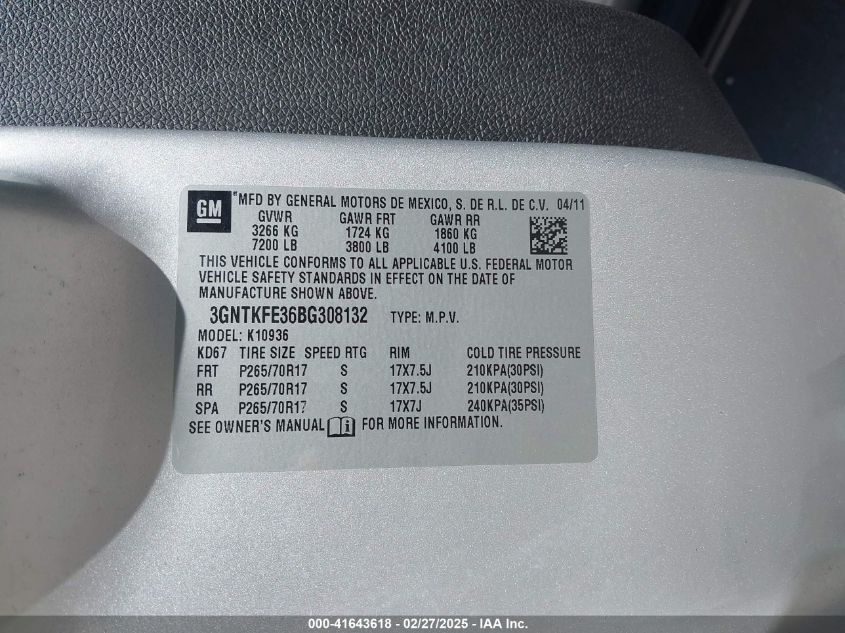 GM
MFD BY GENERAL MOTORS DE MEXICO, S. DE R.L. DE C.V. 04/11
GVWR GAWR FRT GAWR RR
3266 KG 1724 KG 1860 KG
7200 LB 3800 LB 4100 LB
THIS VEHICLE CONFORMS TO ALL APPLICABLE U.S. FEDERAL MOTOR
VEHICLE SAFETY STANDARDS IN EFFECT ON THE DATE OF
MANUFACTURE SHOWN ABOVE.
3GNTKFE36BG308132 TYPE: M.P.V.
MODEL: K10936
KD67 TIRE SIZE SPEED RTG RIM COLD TIRE PRESSURE
FRT P265/70R17 S 17X7.5J 210KPA(30PSI)
RR P265/70R17 S 17X7.5J 210KPA(30PSI)
SPA P265/70R17 S 17X7J 240KPA(35PSI)
SEE OWNER'S MANUAL i FOR MORE INFORMATION.
000-41643618 - 02/27/2025 - IAA Inc.